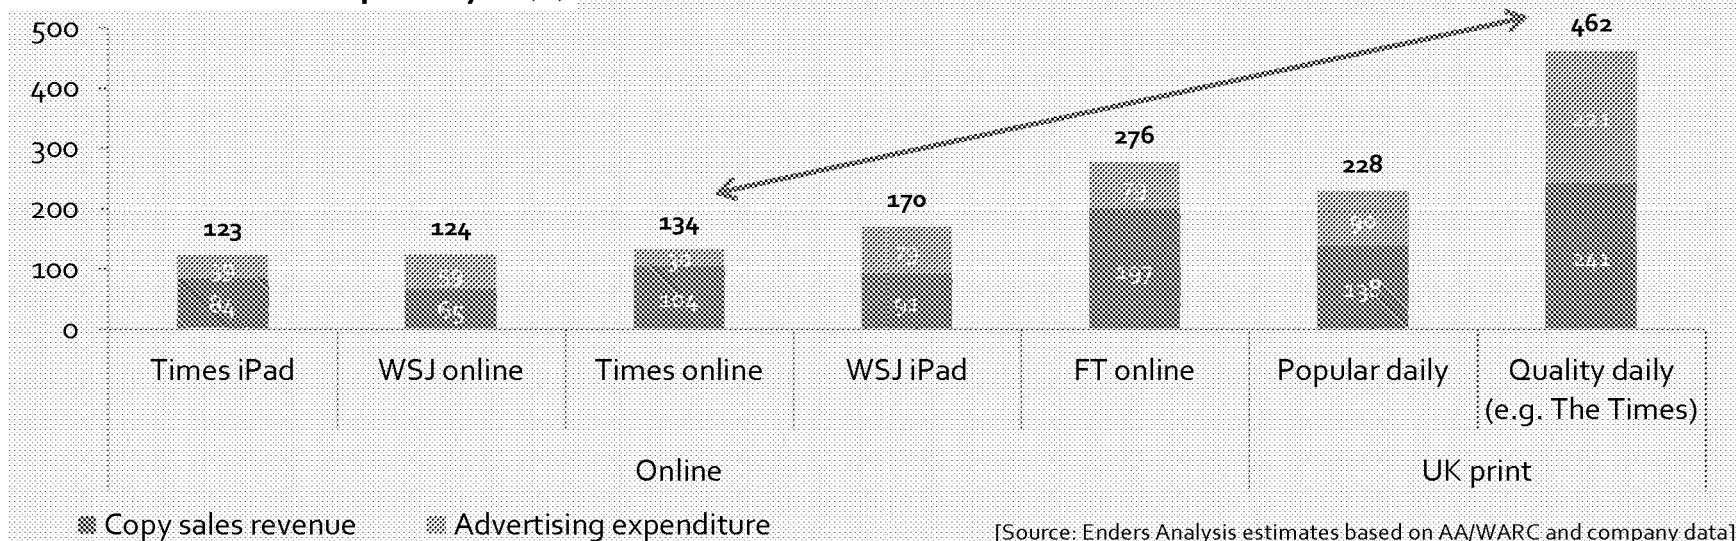 500
462
400
300
276
228
200
170
123
124
134
100
84
65
104
91
197
138
241
0
Times iPad
WSJ online
Times online
WSJ iPad
FT online
Popular daily
Quality daily
(e.g. The Times)
Online
UK print
Copy sales revenue
Advertising expenditure
[Source: Enders Analysis estimates based on AA/WARC and company data]